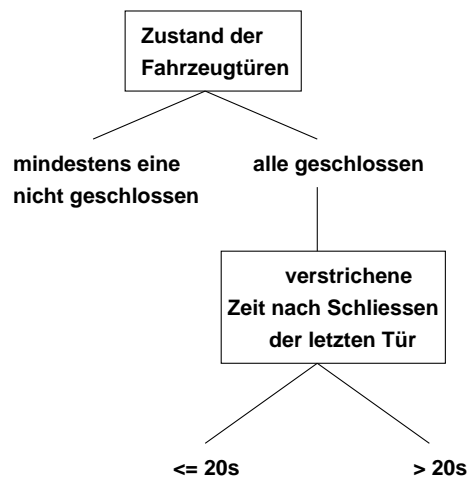 Zustand der
Fahrzeugtüren
mindestens eine
nicht geschlossen
alle geschlossen
verstrichene
Zeit nach Schliessen
der letzten Tür
<= 20s
> 20s